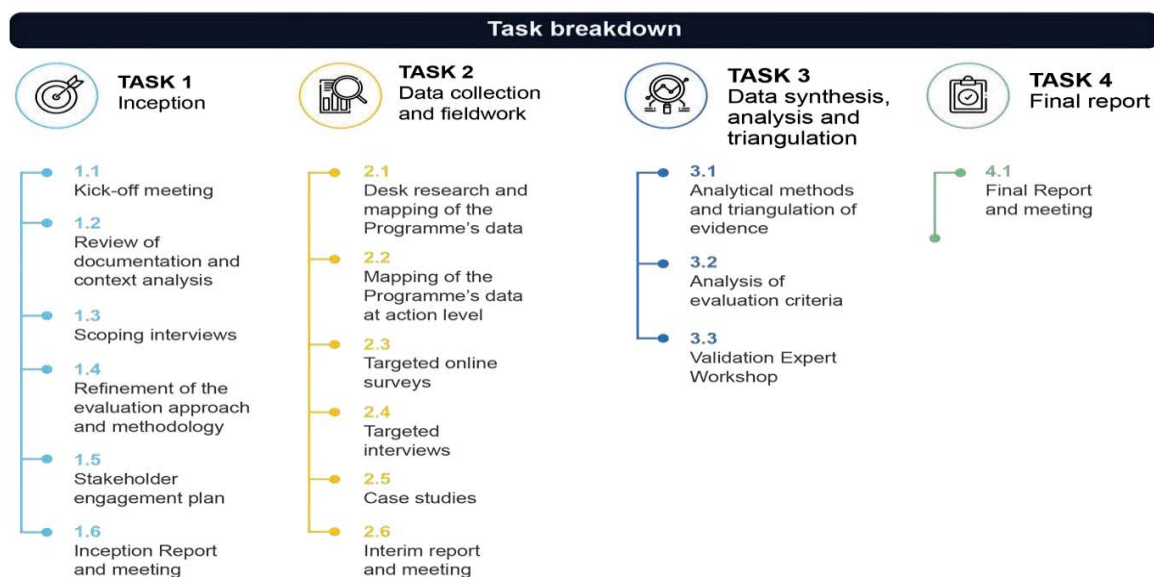 Task breakdown
TASK 1
Inception
1.1
Kick-off meeting
1.2
Review of
documentation and
context analysis
1.3
Scoping interviews
1.4
Refinement of the
evaluation approach
and methodology
1.5
Stakeholder
engagement plan
1.6
Inception Report
and meeting
TASK 2
Data collection
and fieldwork
2.1
Desk research and
mapping of the
Programme's data
2.2
Mapping of the
Programme's data
at action level
2.3
Targeted online
surveys
2.4
Targeted
interviews
2.5
Case studies
2.6
Interim report
and meeting
TASK 3
Data synthesis,
analysis and
triangulation
3.1
Analytical methods
and triangulation of
evidence
3.2
Analysis of
evaluation criteria
3.3
Validation Expert
Workshop
TASK 4
Final report
4.1
Final Report
and meeting